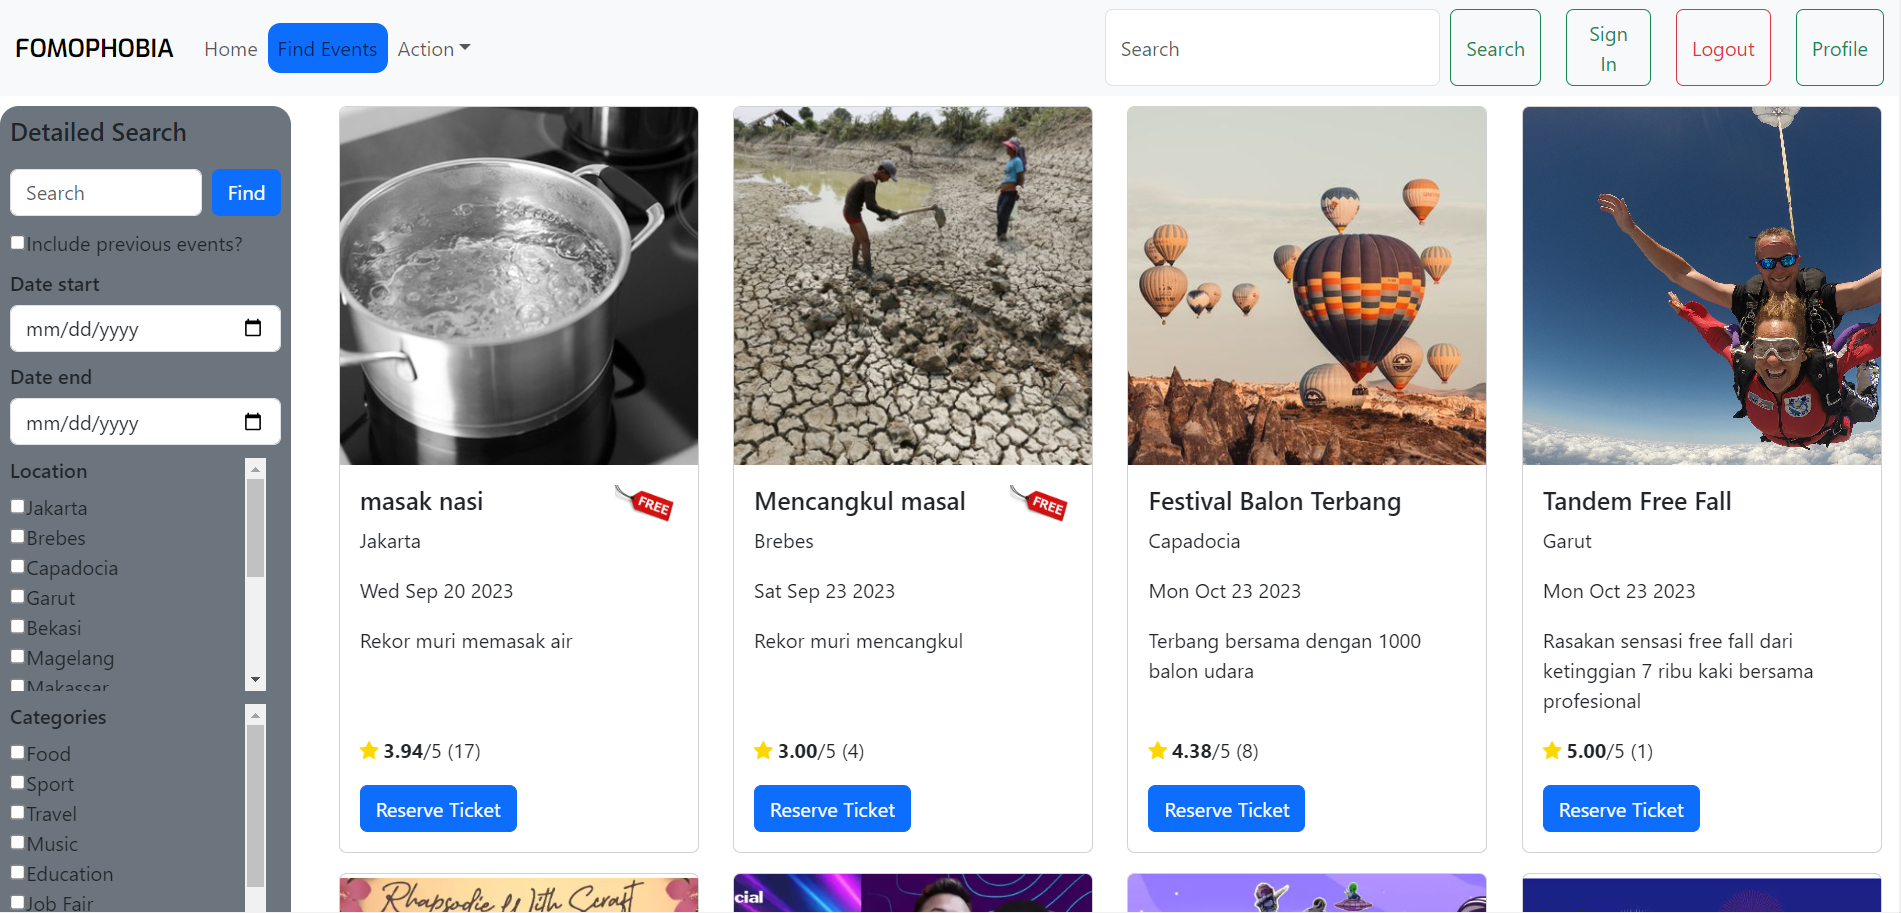 FOMOPHOBIA
Home
Find Events
Action
Search
Search
Sign
In
Logout
Profile
Detailed Search
Search
Find
Include previous events?
Date start
mm/dd/yyyy
Date end
mm/dd/yyyy
Location
Jakarta
Brebes
Capadocia
Garut
Bekasi
Magelang
Makassar
Categories
Food
Sport
Travel
Music
Education
Job Fair
masak nasi
FREE
Jakarta
Wed Sep 20 2023
Rekor muri memasak air
3.94/5 (17)
Reserve Ticket
Mencangkul masal
FREE
Brebes
Sat Sep 23 2023
Rekor muri mencangkul
3.00/5 (4)
Reserve Ticket
Festival Balon Terbang
Capadocia
Mon Oct 23 2023
Terbang bersama dengan 1000
balon udara
4.38/5 (8)
Reserve Ticket
Tandem Free Fall
Garut
Mon Oct 23 2023
Rasakan sensasi free fall dari
ketinggian 7 ribu kaki bersama
profesional
5.00/5 (1)
Reserve Ticket
Rhapsodie With Ccraft
cial